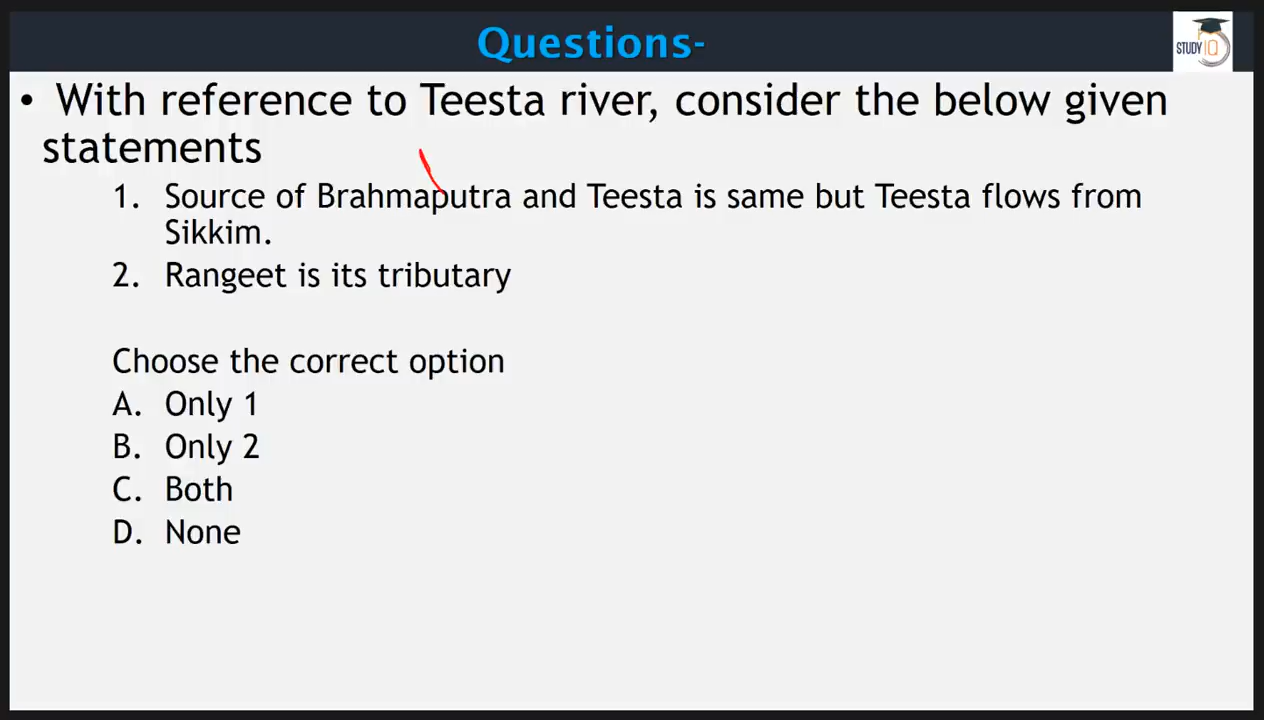 Questions-
STUDY IQ
• With reference to Teesta river, consider the below given
statements
1. Source of Brahmaputra and Teesta is same but Teesta flows from
Sikkim.
2. Rangeet is its tributary
Choose the correct option
A. Only 1
B. Only 2
C. Both
D. None